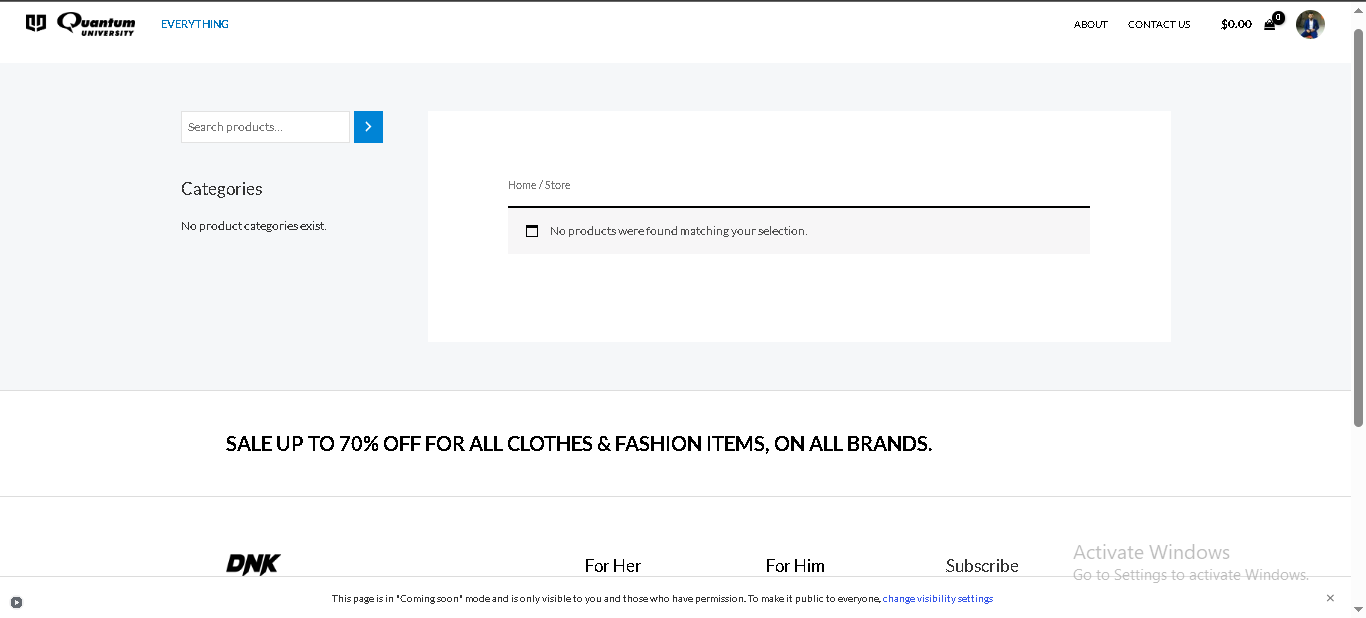 Quantum
UNIVERSITY
EVERYTHING
ABOUT
CONTACT US
$0.00
0
Search products...
Categories
No product categories exist.
Home / Store
No products were found matching your selection.
SALE UP TO 70% OFF FOR ALL CLOTHES & FASHION ITEMS, ON ALL BRANDS.
DNK
For Her
For Him
Subscribe
Activate Windows
Go to Settings to activate Windows.
This page is in "Coming soon" mode and is only visible to you and those who have permission. To make it public to everyone, change visibility settings